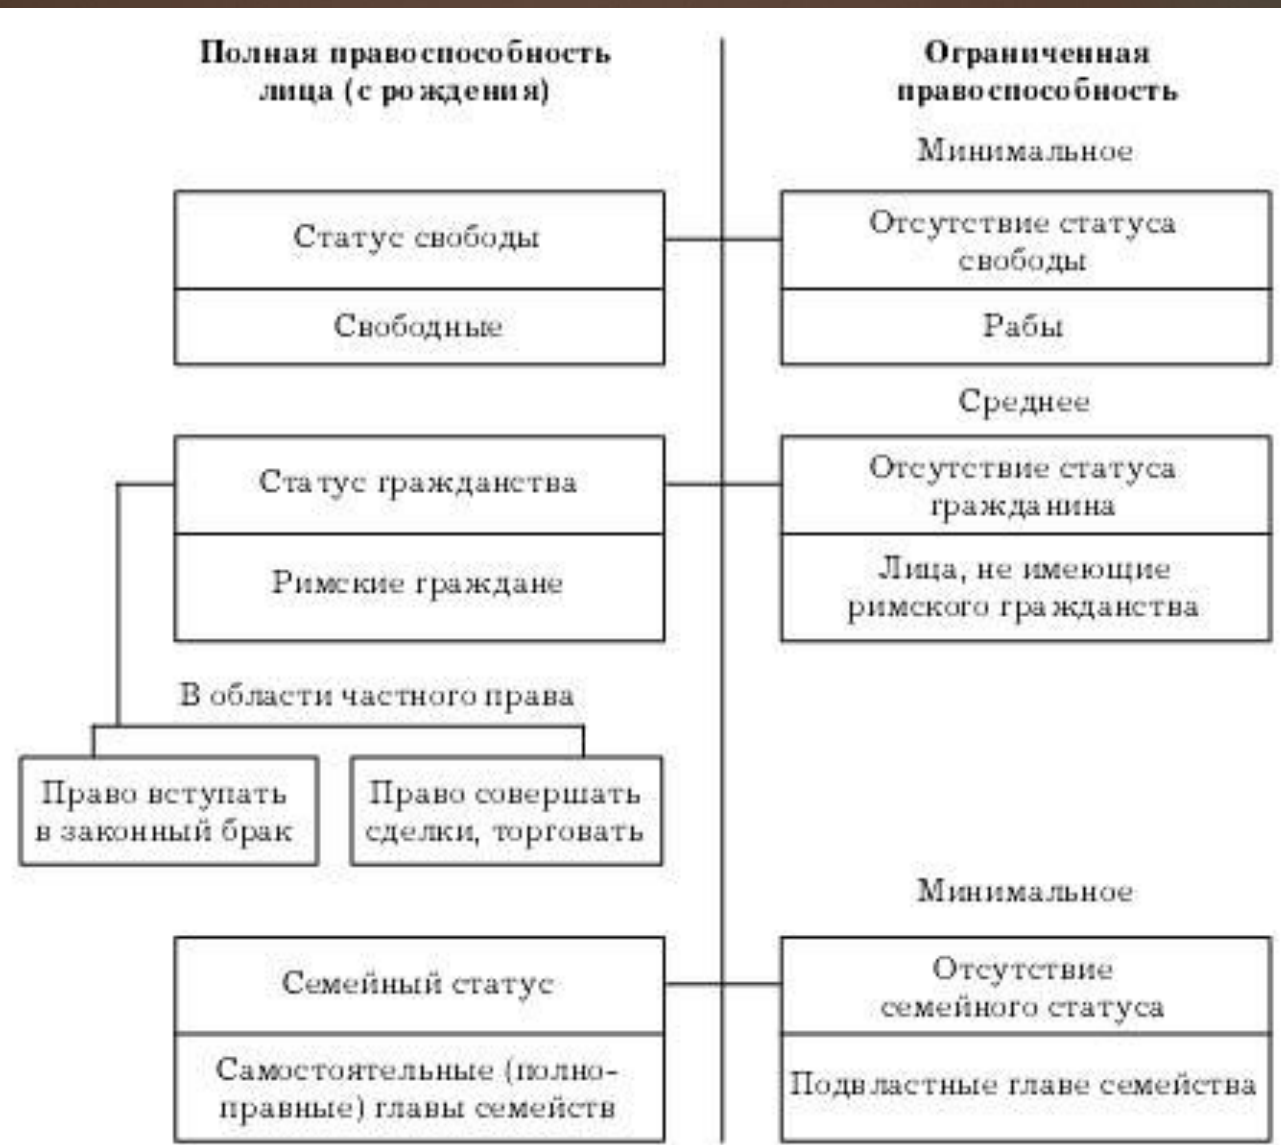 Полная правоспособность
лица (с рождения)
Ограниченная
правоспособность
Минимальное
Статус свободы
Отсутствие статуса
свободы
Свободные
Рабы
Среднее
Статус гражданства
Отсутствие статуса
гражданина
Римские граждане
Лица, не имеющие
римского гражданства
В области частного права
Право вступать
в законный брак
Право совершать
сделки, торговать
Минимальное
Семейный статус
Отсутствие
семейного статуса
Самостоятельные (полно-
правные) главы семейств
Подвластные главе семейства